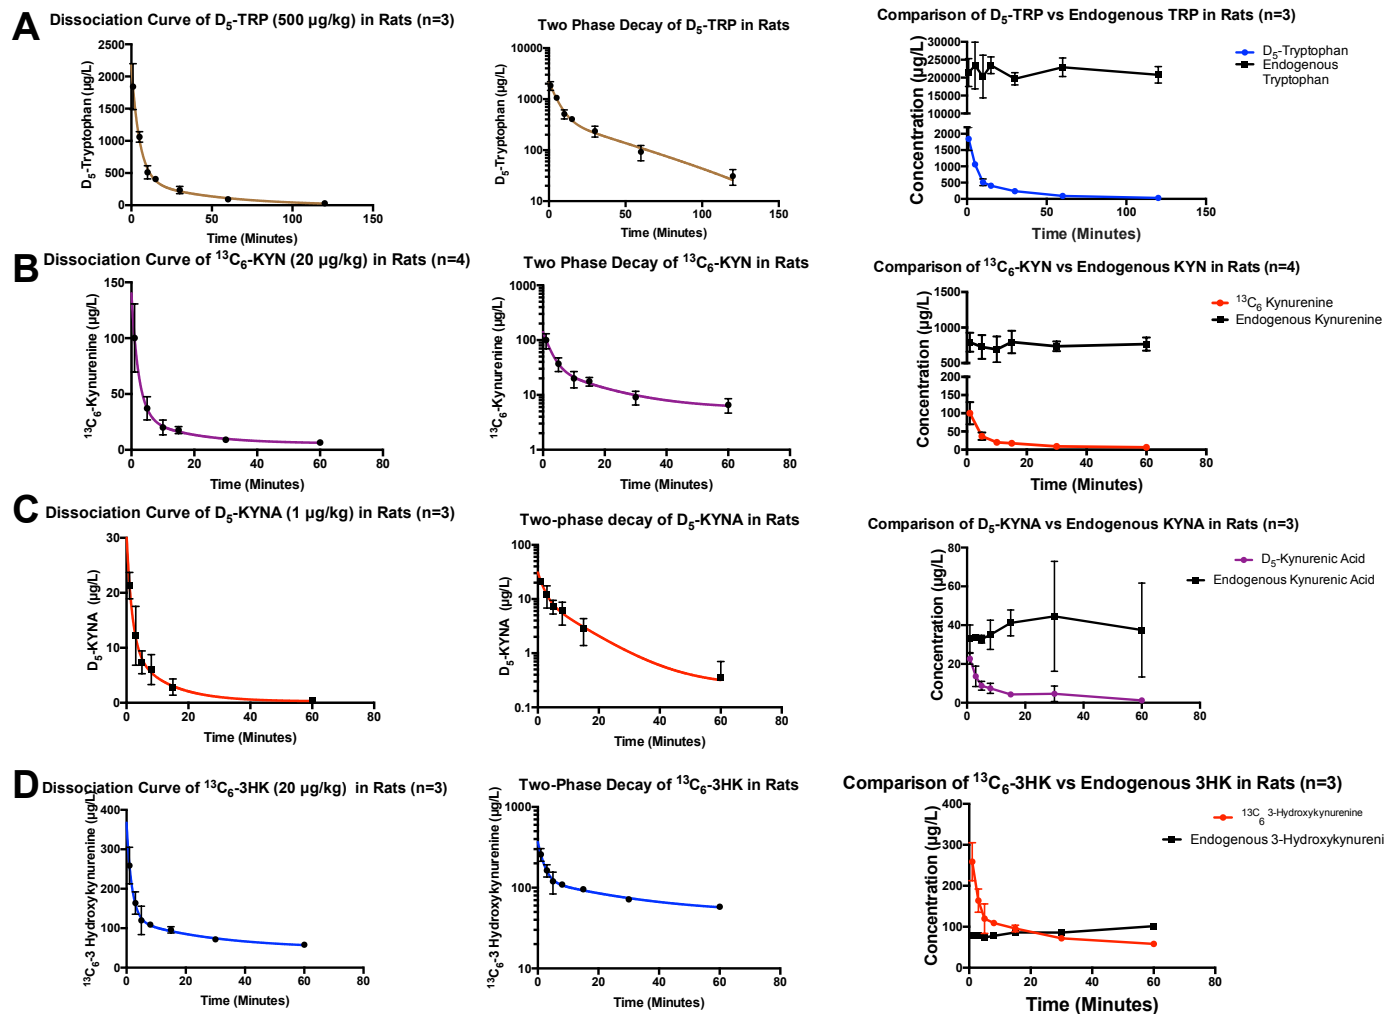 A
Dissociation Curve of D5-TRP (500 µg/kg) in Rats (n=3)
D5-Tryptophan (µg/L)
2500
2000
1500
1000
500
0
0 50 100 150
Time (Minutes)
Two Phase Decay of D5-TRP in Rats
D5-Tryptophan (µg/L)
10000
1000
100
10
0 50 100 150
Time (Minutes)
Comparison of D5-TRP vs Endogenous TRP in Rats (n=3)
Concentration (µg/L)
30000
25000
20000
15000
10000
2000
1500
1000
500
0
0 50 100 150
Time (Minutes)
D5-Tryptophan
Endogenous
Tryptophan
B
Dissociation Curve of 13C6-KYN (20 µg/kg) in Rats (n=4)
13C6-Kynurenine (µg/L)
150
100
50
0
0 20 40 60 80
Time (Minutes)
Two Phase Decay of 13C6-KYN in Rats
13C6-Kynurenine (µg/L)
1000
100
10
1
0 20 40 60 80
Time (Minutes)
Comparison of 13C6-KYN vs Endogenous KYN in Rats (n=4)
Concentration (µg/L)
1500
1000
500
200
150
100
50
0
0 20 40 60 80
Time (Minutes)
13C6 Kynurenine
Endogenous Kynurenine
C
Dissociation Curve of D5-KYNA (1 µg/kg) in Rats (n=3)
D5-KYNA (µg/L)
30
20
10
0
0 20 40 60 80
Time (Minutes)
Two-phase decay of D5-KYNA in Rats
D5-KYNA (µg/L)
100
10
1
0.1
0 20 40 60 80
Time (Minutes)
Comparison of D5-KYNA vs Endogenous KYNA in Rats (n=3)
Concentration (µg/L)
80
60
40
20
0
0 20 40 60 80
Time (Minutes)
D5-Kynurenic Acid
Endogenous Kynurenic Acid
D
Dissociation Curve of 13C6-3HK (20 µg/kg) in Rats (n=3)
13C6-3 Hydroxykynurenine (µg/L)
400
300
200
100
0
0 20 40 60 80
Time (Minutes)
Two-Phase Decay of 13C6-3HK in Rats
13C6-3 Hydroxykynurenine (µg/L)
1000
100
10
0 20 40 60 80
Time (Minutes)
Comparison of 13C6-3HK vs Endogenous 3HK in Rats (n=3)
Concentration (µg/L)
400
300
200
100
0
0 20 40 60 80
Time (Minutes)
13C6 3-Hydroxykynurenine
Endogenous 3-Hydroxykynureni